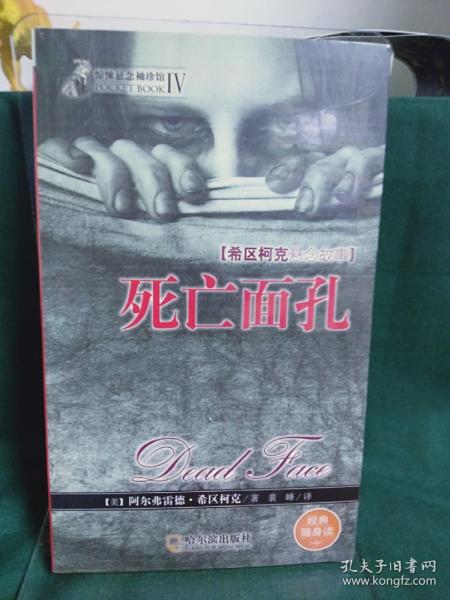 惊悚悬念袖珍馆
POCKET BOOK IV
【希区柯克悬念故事】
死亡面孔
Dead Face
【美】阿尔弗雷德·希区柯克/著 裴峰/译
哈尔滨出版社
HARBIN PUBLISHING HOUSE
经典
随身读
孔夫子旧书网
www.kongfz.com